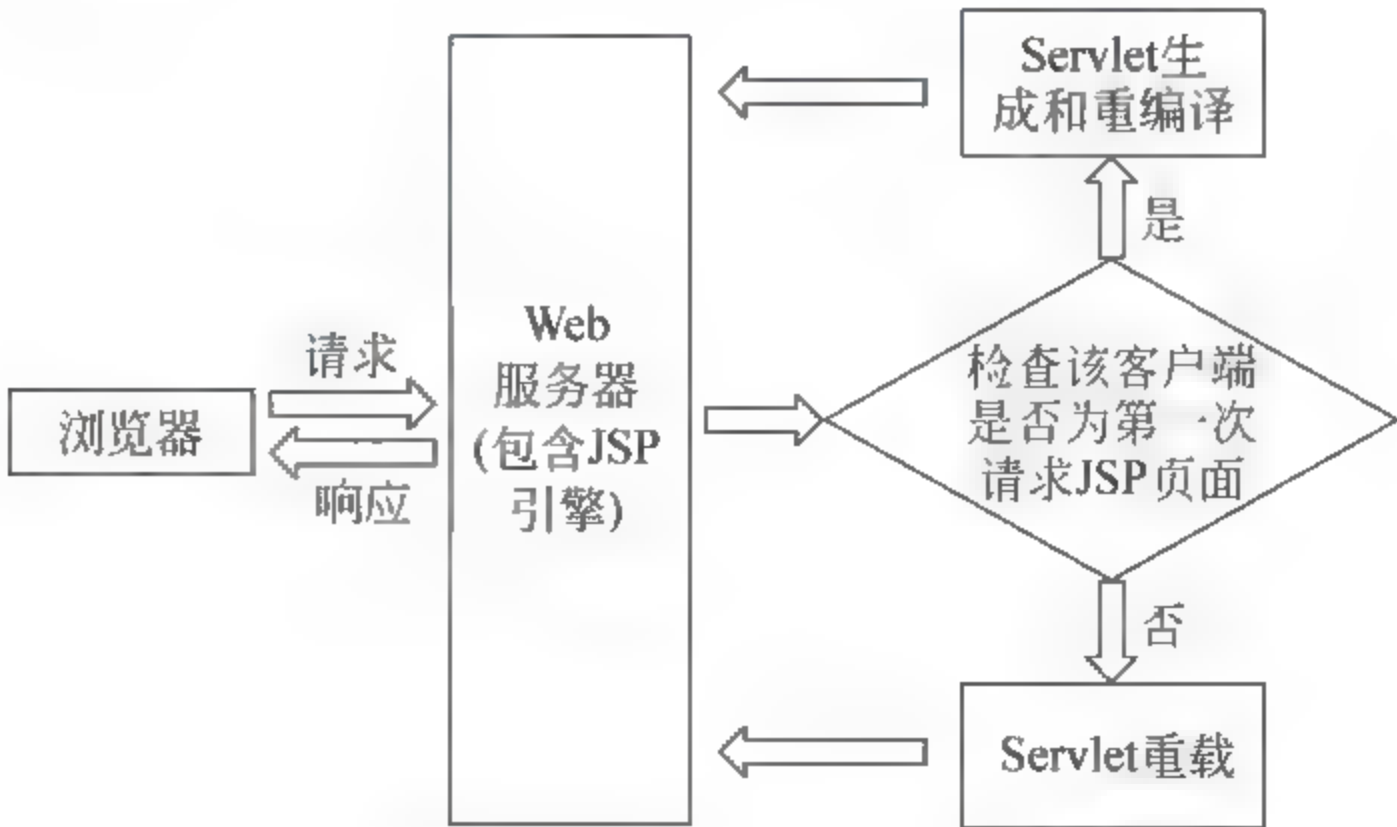 浏览器
请求
响应
Web
服务器
(包含JSP
引擎)
检查该客户端
是否为第一次
请求JSP页面
是
Servlet生
成和重编译
否
Servlet重载